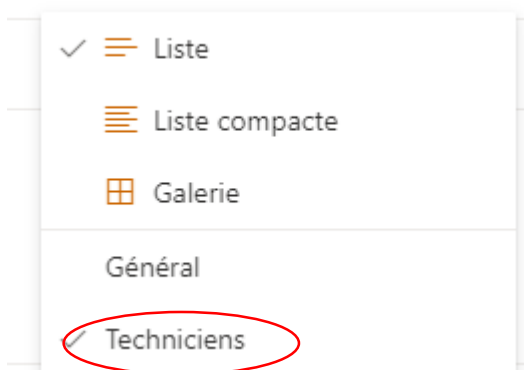 Liste
Liste compacte
Galerie
Général
Techniciens